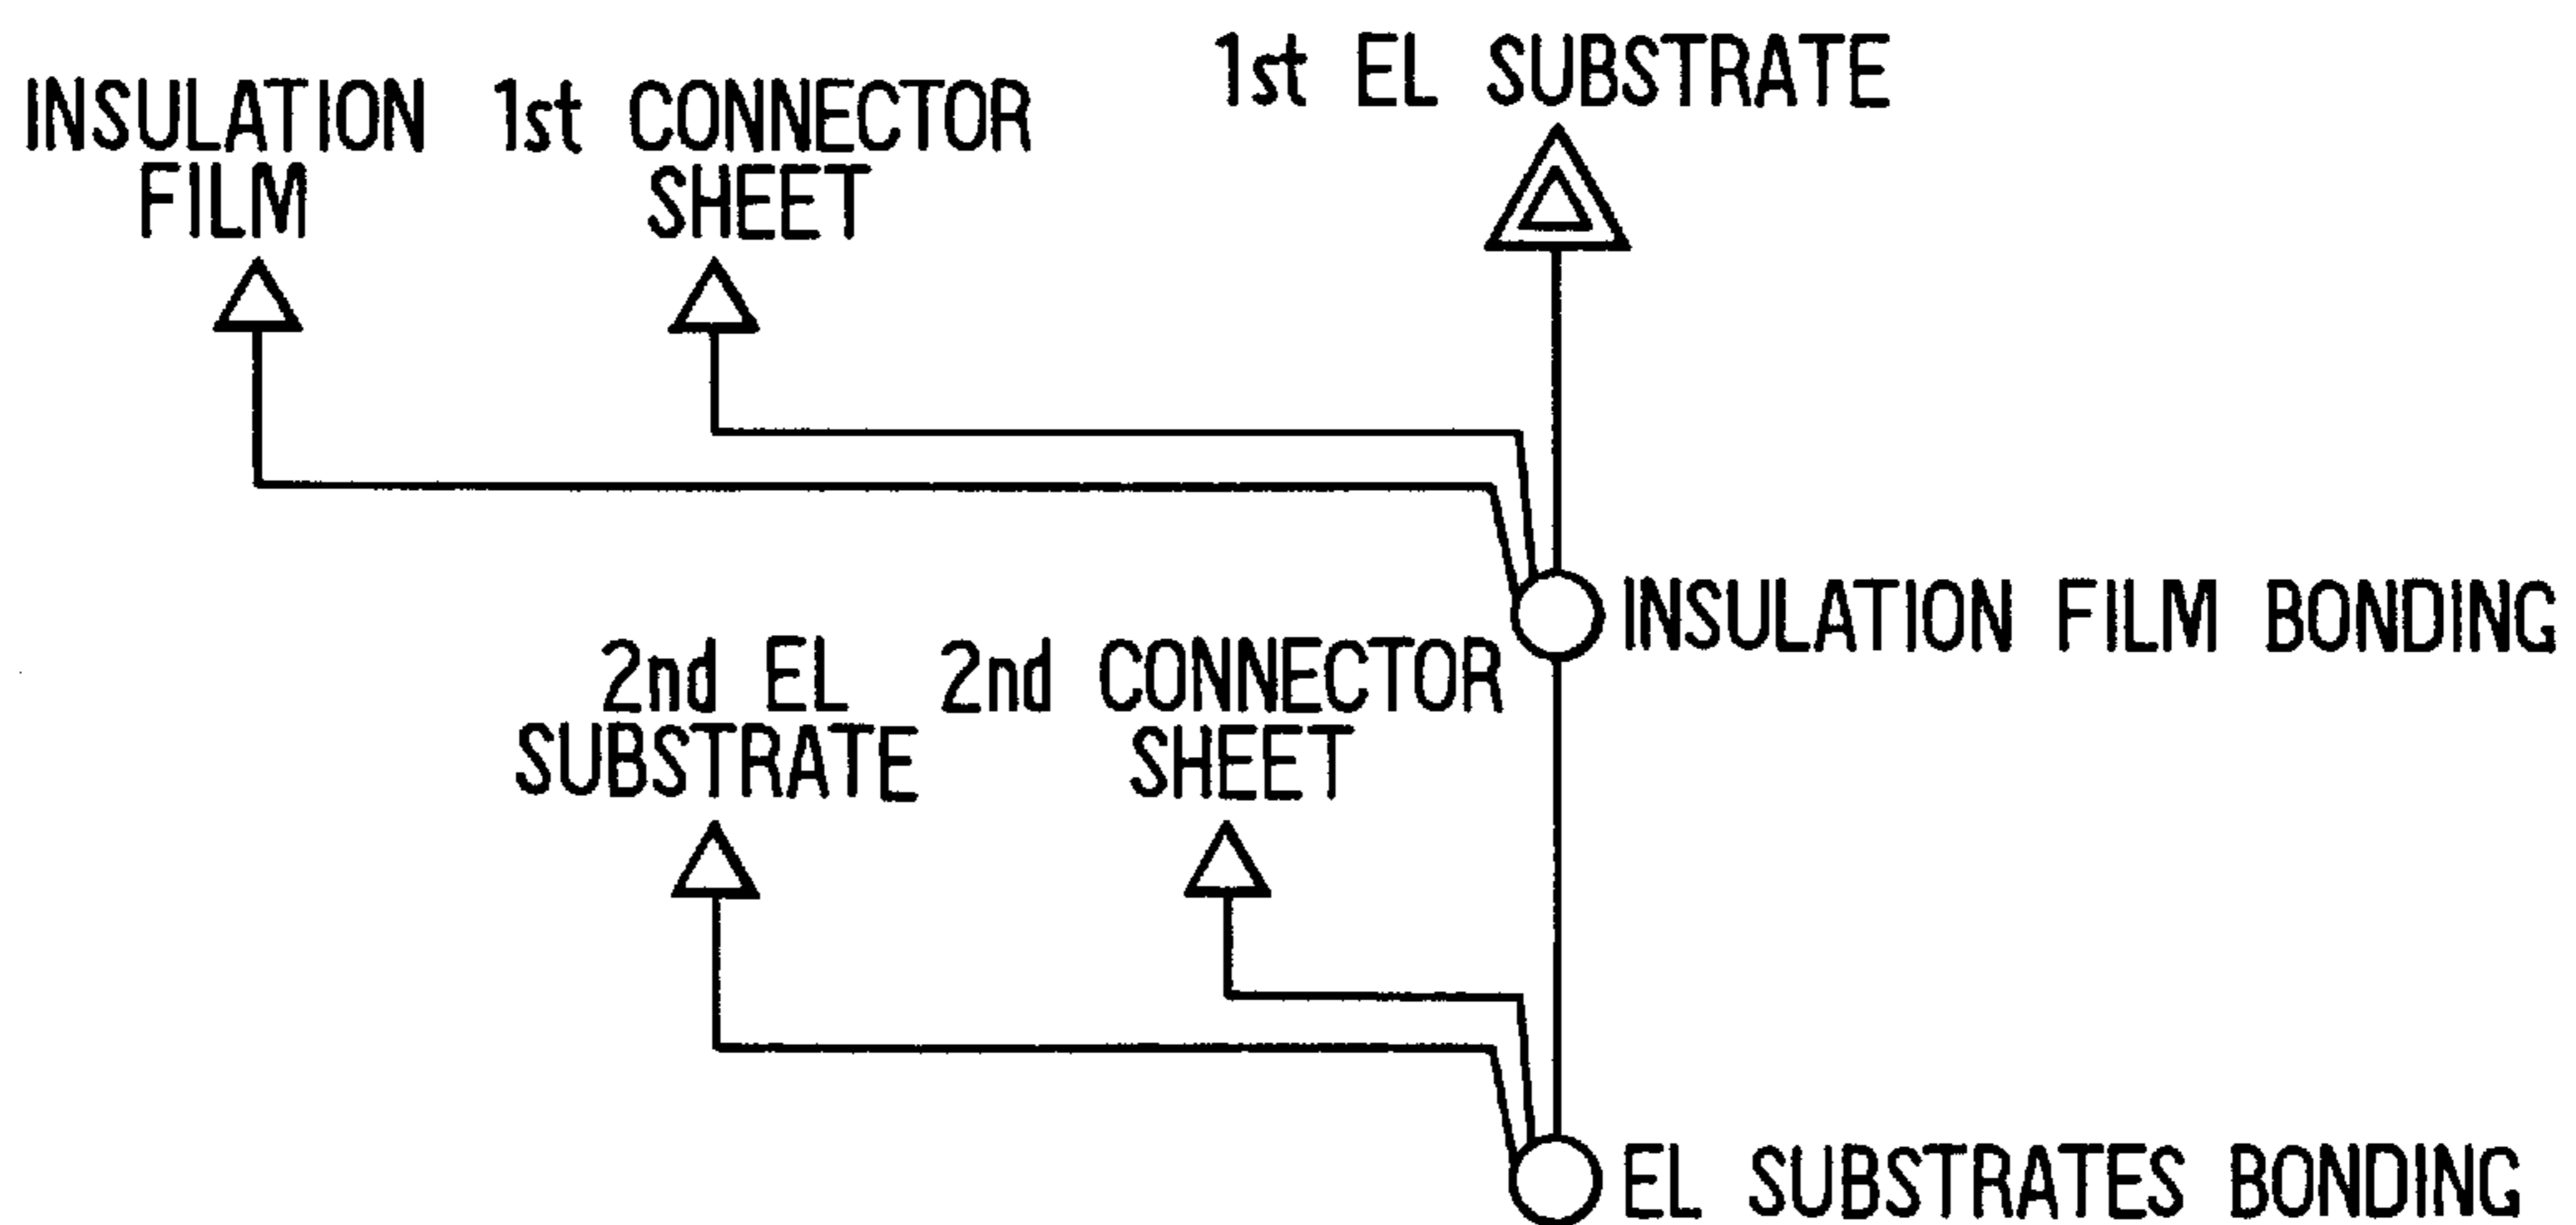 INSULATION
FILM
1st CONNECTOR
SHEET
1st EL SUBSTRATE
INSULATION FILM BONDING
2nd EL
SUBSTRATE
2nd CONNECTOR
SHEET
EL SUBSTRATES BONDING